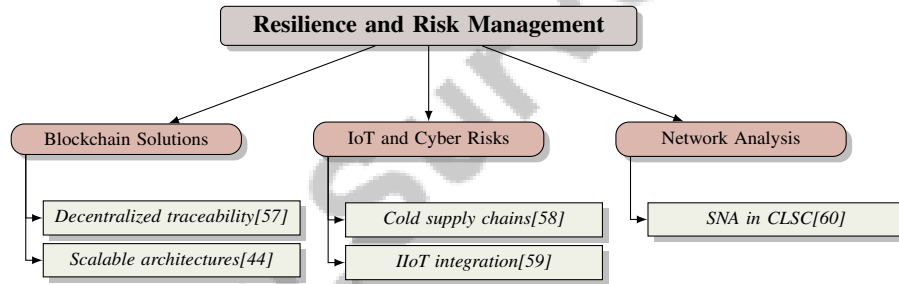 Resilience and Risk Management
Blockchain Solutions
Decentralized traceability[57]
Scalable architectures[44]
IoT and Cyber Risks
Cold supply chains[58]
IIoT integration[59]
Network Analysis
SNA in CLSC[60]